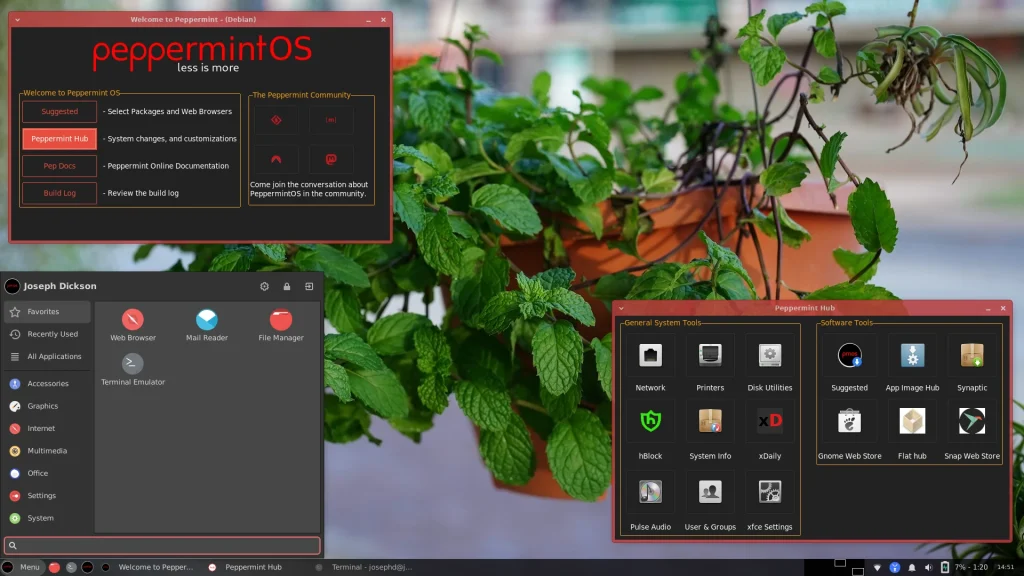 Welcome to Peppermint - (Debian)
peppermintOS
less is more
Welcome to Peppermint OS
Suggested - Select Packages and Web Browsers
Peppermint Hub - System changes, and customizations
Pep Docs - Peppermint Online Documentation
Build Log - Review the build log
The Peppermint Community
[m]
Come join the conversation about
PeppermintOS in the community.
Joseph Dickson
Favorites
Recently Used
All Applications
Accessories
Graphics
Internet
Multimedia
Office
Settings
System
Web Browser Mail Reader File Manager
Terminal Emulator
Peppermint Hub
General System Tools
Network Printers Disk Utilities
xD
hBlock System Info xDaily
Pulse Audio User & Groups xfce Settings
Software Tools
pmos
Suggested App Image Hub Synaptic
Gnome Web Store Flat hub Snap Web Store
Menu Welcome to Pepper... Peppermint Hub Terminal - josephd@j... 7% - 1:20 14:51